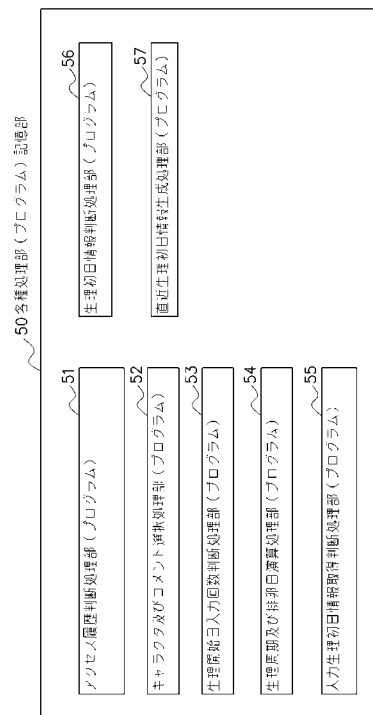 50 各種処理部(プログラム)記憶部
51
アクセス履歴判断処理部(プログラム)
52
キャラクタ及びコメント選択処理部(プログラム)
53
生理開始日入力回数判断処理部(プログラム)
54
生理周期及び排卵日演算処理部(プログラム)
55
入力生理初日情報取得判断処理部(プログラム)
56
生理初日情報判断処理部(プログラム)
57
直近生理初日情報生成処理部(プログラム)